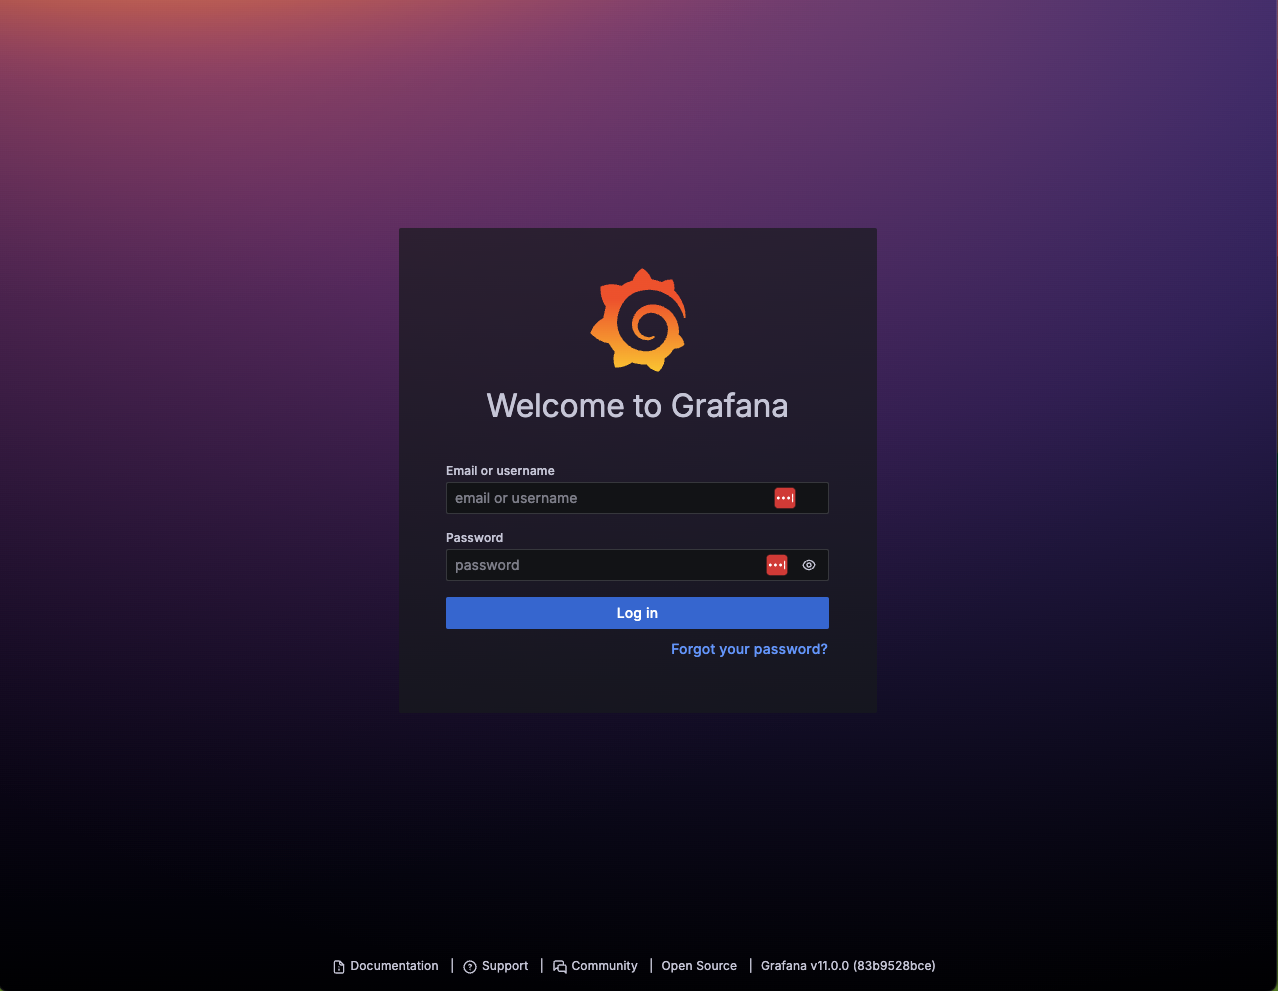 Welcome to Grafana
Email or username
email or username
Password
password
Log in
Forgot your password?
Documentation | Support | Community | Open Source | Grafana v11.0.0 (83b9528bce)